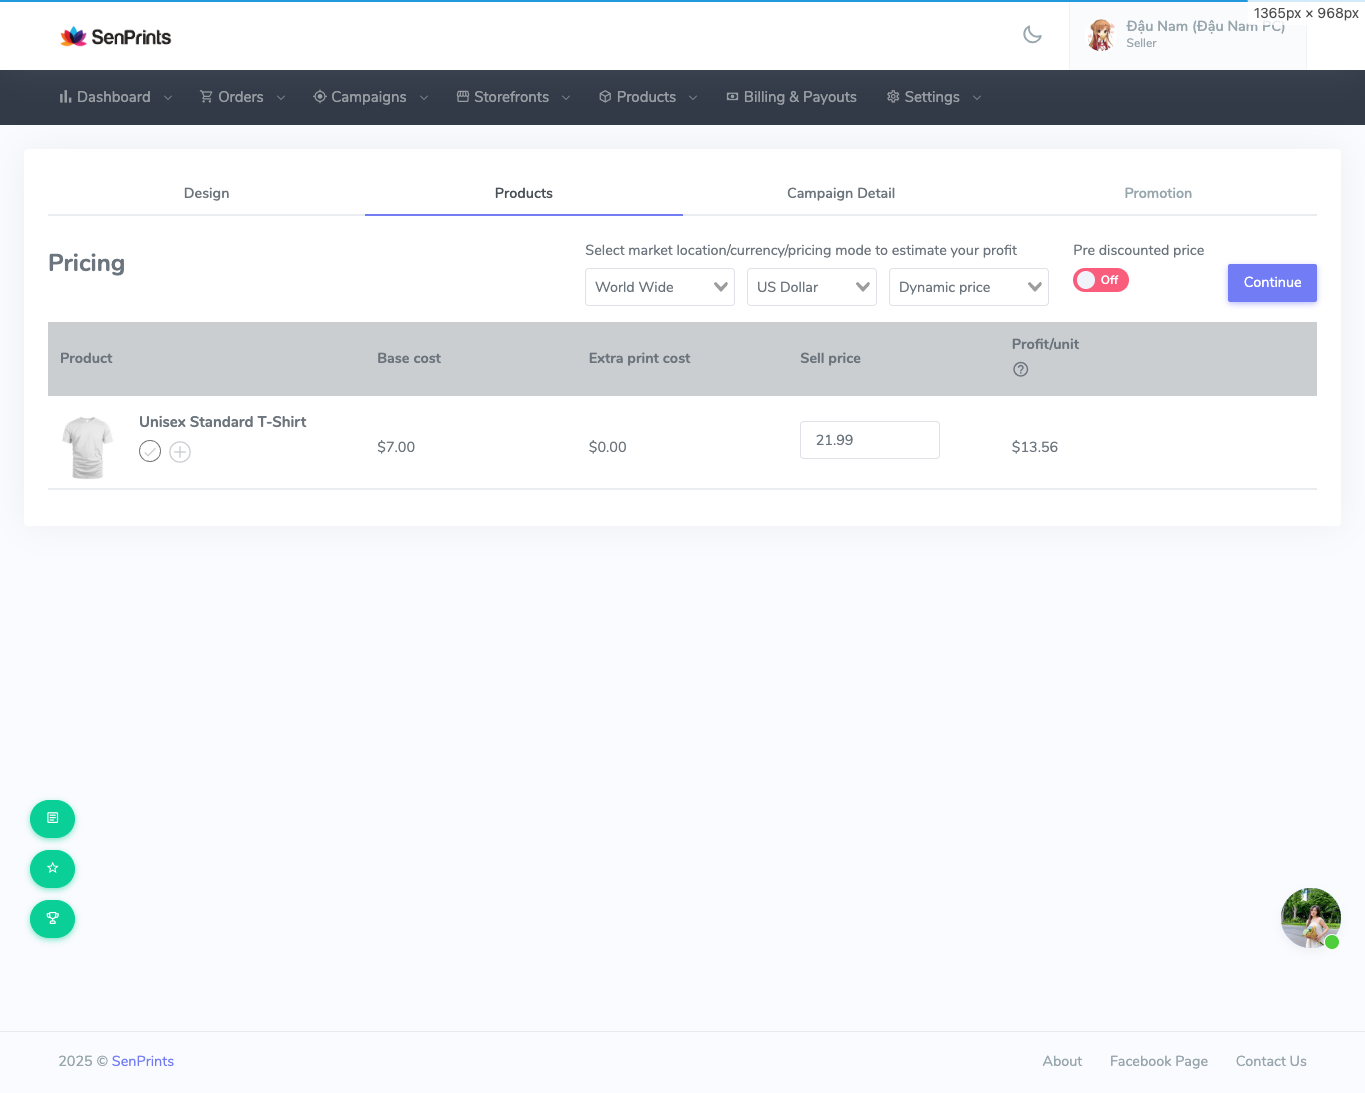 1365px × 968px
SenPrints
Đậu Nam (Đậu Nam PC)
Seller
Dashboard Orders Campaigns Storefronts Products Billing & Payouts Settings
Design Products Campaign Detail Promotion
Pricing
Select market location/currency/pricing mode to estimate your profit
Pre discounted price
World Wide US Dollar Dynamic price
Off
Continue
Product Base cost Extra print cost Sell price Profit/unit
Unisex Standard T-Shirt
$7.00 $0.00 21.99 $13.56
2025 © SenPrints
About Facebook Page Contact Us